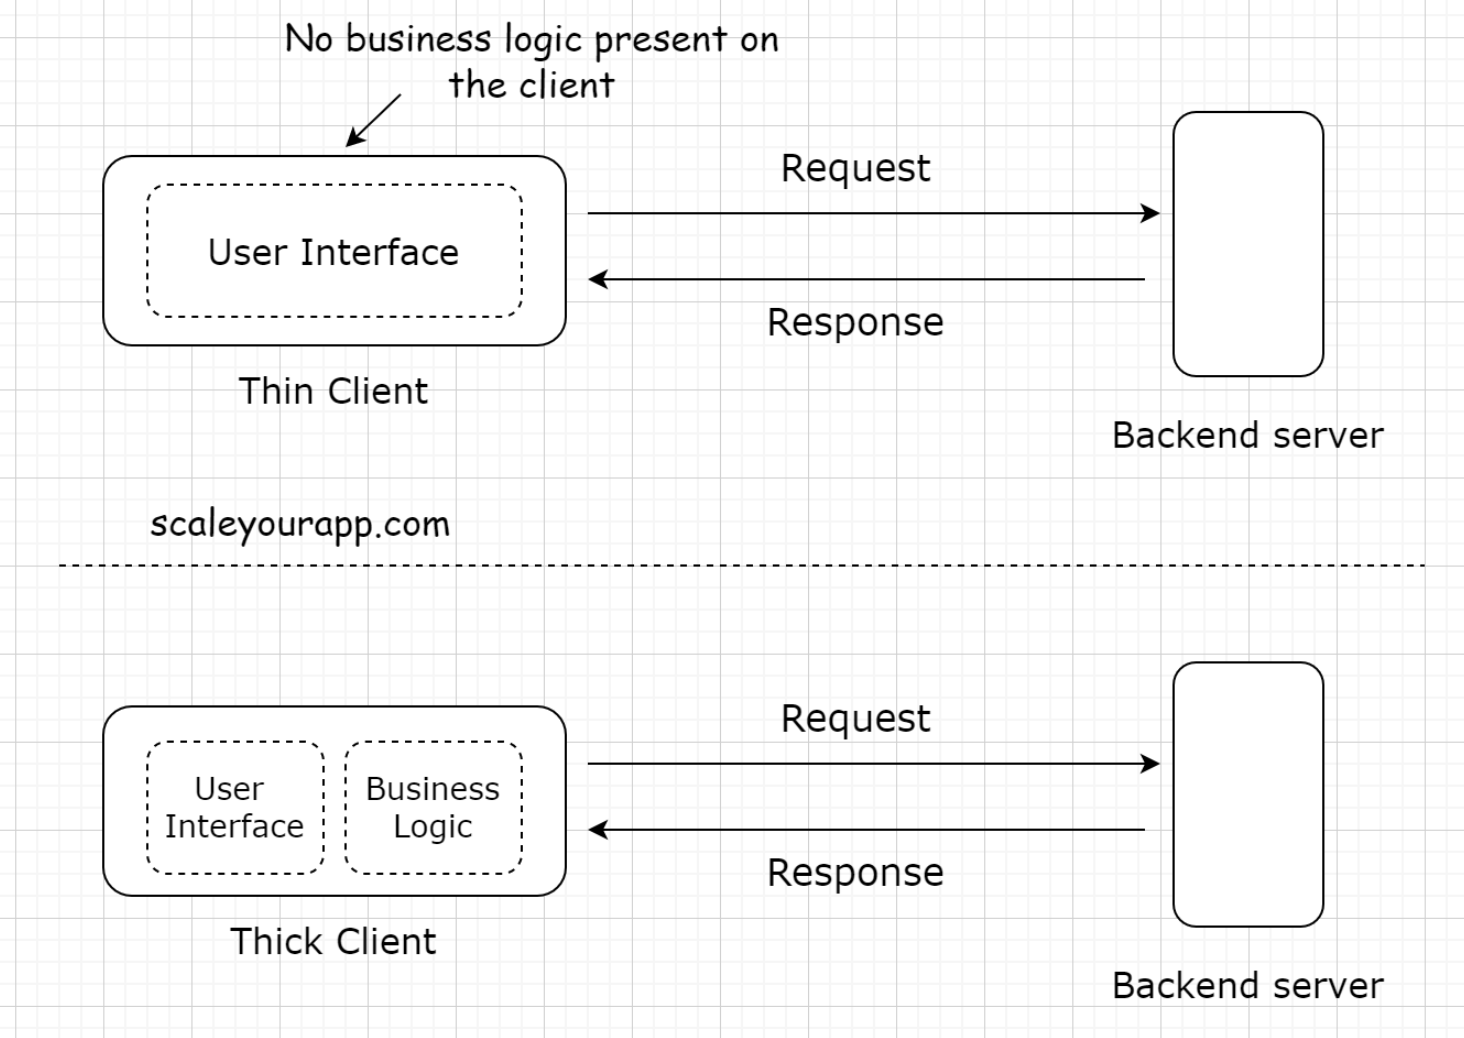 No business logic present on
the client
Request
User Interface
Response
Thin Client
Backend server
scaleyourapp.com
Request
User
Interface
Business
Logic
Response
Thick Client
Backend server